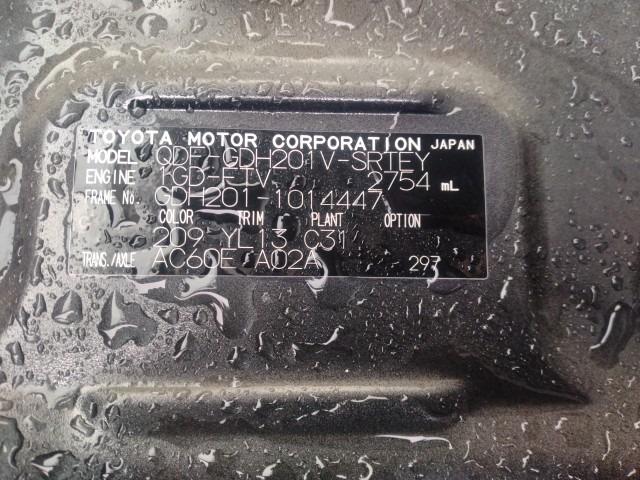 TOYOTA MOTOR CORPORATION JAPAN
MODEL QDF-GDH201V-SRTEY
ENGINE 1GD-FTV 2754 mL
FRAME No. GDH201-1014447
COLOR TRIM PLANT OPTION
209 YL13 C31
TRANS./AXLE AC60E A02A 297